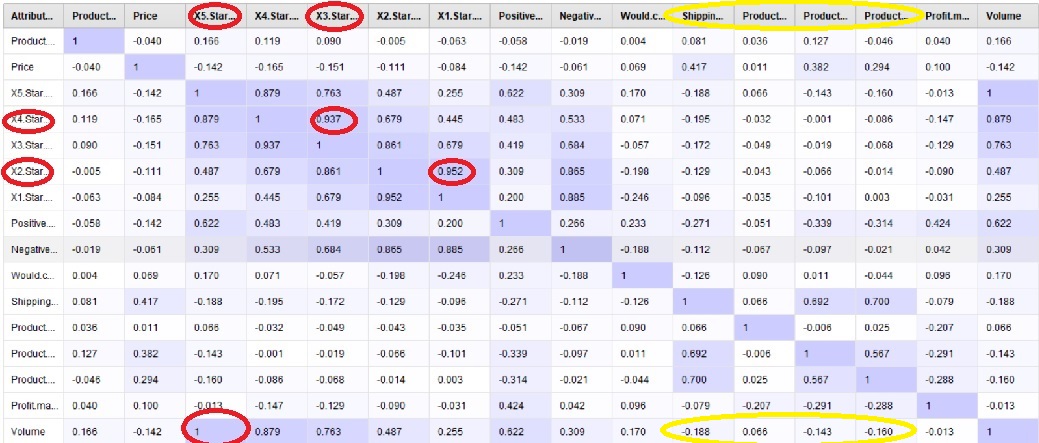 Attribut... Product... Price X5.Star... X4.Star... X3.Star... X2.Star.... X1.Star.... Positive... Negativ... Would.c... Shippin... Product... Product... Product... Profit.m... Volume
Product... 1 -0.040 0.166 0.119 0.090 -0.005 -0.063 -0.058 -0.019 0.004 0.081 0.036 0.127 -0.046 0.040 0.166
Price -0.040 1 -0.142 -0.165 -0.151 -0.111 -0.084 -0.142 -0.061 0.069 0.417 0.011 0.382 0.294 0.100 -0.142
X5.Star.... 0.166 -0.142 1 0.879 0.763 0.487 0.255 0.622 0.309 0.170 -0.188 0.066 -0.143 -0.160 -0.013 1
X4.Star... 0.119 -0.165 0.879 1 0.937 0.679 0.445 0.483 0.533 0.071 -0.195 -0.032 -0.001 -0.086 -0.147 0.879
X3.Star... 0.090 -0.151 0.763 0.937 1 0.861 0.679 0.419 0.684 -0.057 -0.172 -0.049 -0.019 -0.068 -0.129 0.763
X2.Star... -0.005 -0.111 0.487 0.679 0.861 1 0.952 0.309 0.865 -0.198 -0.129 -0.043 -0.066 -0.014 -0.090 0.487
X1.Star.... -0.063 -0.084 0.255 0.445 0.679 0.952 1 0.200 0.885 -0.246 -0.096 -0.035 -0.101 0.003 -0.031 0.255
Positive.... -0.058 -0.142 0.622 0.483 0.419 0.309 0.200 1 0.266 0.233 -0.271 -0.051 -0.339 -0.314 0.424 0.622
Negative... -0.019 -0.061 0.309 0.533 0.684 0.865 0.885 0.266 1 -0.188 -0.112 -0.067 -0.097 -0.021 0.042 0.309
Would.c... 0.004 0.069 0.170 0.071 -0.057 -0.198 -0.246 0.233 -0.188 1 -0.126 0.090 0.011 -0.044 0.096 0.170
Shipping... 0.081 0.417 -0.188 -0.195 -0.172 -0.129 -0.096 -0.271 -0.112 -0.126 1 0.066 0.692 0.700 -0.079 -0.188
Product.... 0.036 0.011 0.066 -0.032 -0.049 -0.043 -0.035 -0.051 -0.067 0.090 0.066 1 -0.006 0.025 -0.207 0.066
Product... 0.127 0.382 -0.143 -0.001 -0.019 -0.066 -0.101 -0.339 -0.097 0.011 0.692 -0.006 1 0.567 -0.291 -0.143
Product... -0.046 0.294 -0.160 -0.086 -0.068 -0.014 0.003 -0.314 -0.021 -0.044 0.700 0.025 0.567 1 -0.288 -0.160
Profit.ma... 0.040 0.100 -0.013 -0.147 -0.129 -0.090 -0.031 0.424 0.042 0.096 -0.079 -0.207 -0.291 -0.288 1 -0.013
Volume 0.166 -0.142 1 0.879 0.763 0.487 0.255 0.622 0.309 0.170 -0.188 0.066 -0.143 -0.160 -0.013 1